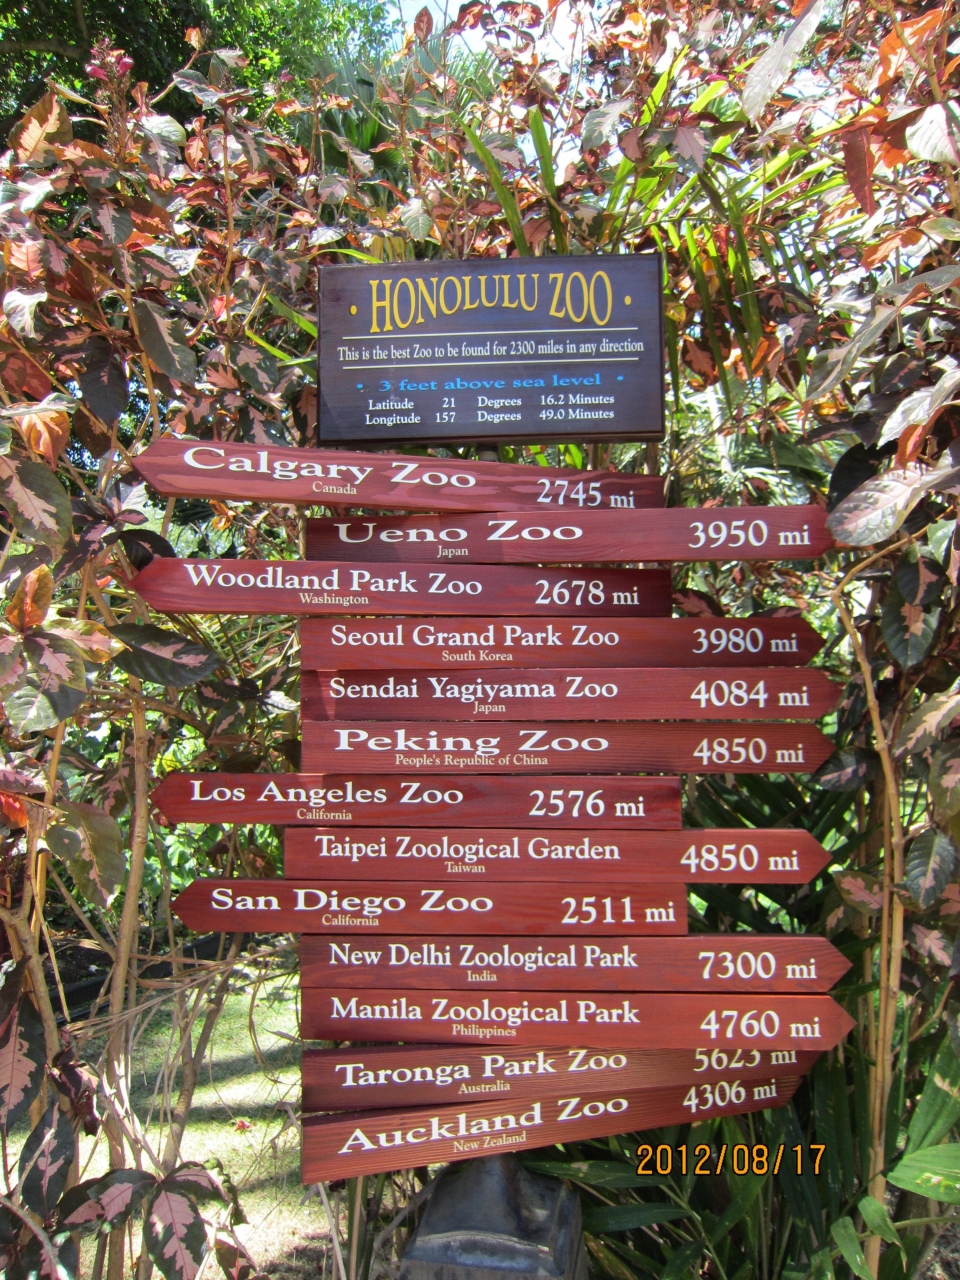 HONOLULU ZOO
This is the best Zoo to be found for 2300 miles in any direction
3 feet above sea level
Latitude 21 Degrees 16.2 Minutes
Longitude 157 Degrees 49.0 Minutes
Calgary Zoo 2745 mi
Canada
Ueno Zoo 3950 mi
Japan
Woodland Park Zoo 2678 mi
Washington
Seoul Grand Park Zoo 3980 mi
South Korea
Sendai Yagiyama Zoo 4084 mi
Japan
Peking Zoo 4850 mi
People's Republic of China
Los Angeles Zoo 2576 mi
California
Taipei Zoological Garden 4850 mi
Taiwan
San Diego Zoo 2511 mi
California
New Delhi Zoological Park 7300 mi
India
Manila Zoological Park 4760 mi
Philippines
Taronga Park Zoo 5623 mi
Australia
Auckland Zoo 4306 mi
New Zealand
2012/08/17